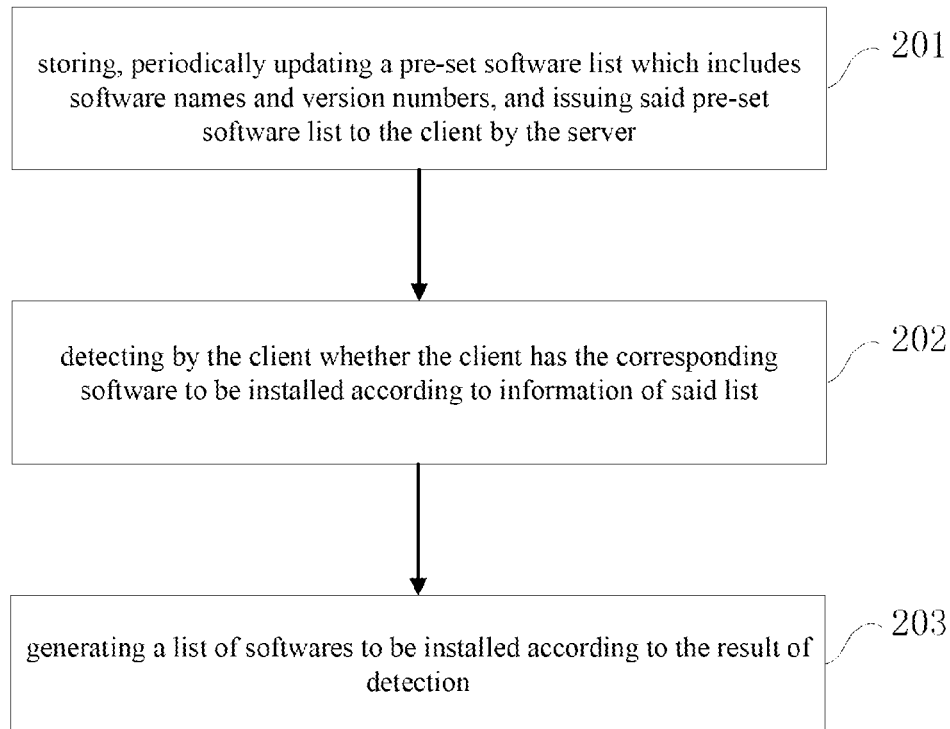 storing, periodically updating a pre-set software list which includes
software names and version numbers, and issuing said pre-set
software list to the client by the server
201
detecting by the client whether the client has the corresponding
software to be installed according to information of said list
202
generating a list of softwares to be installed according to the result of
detection
203